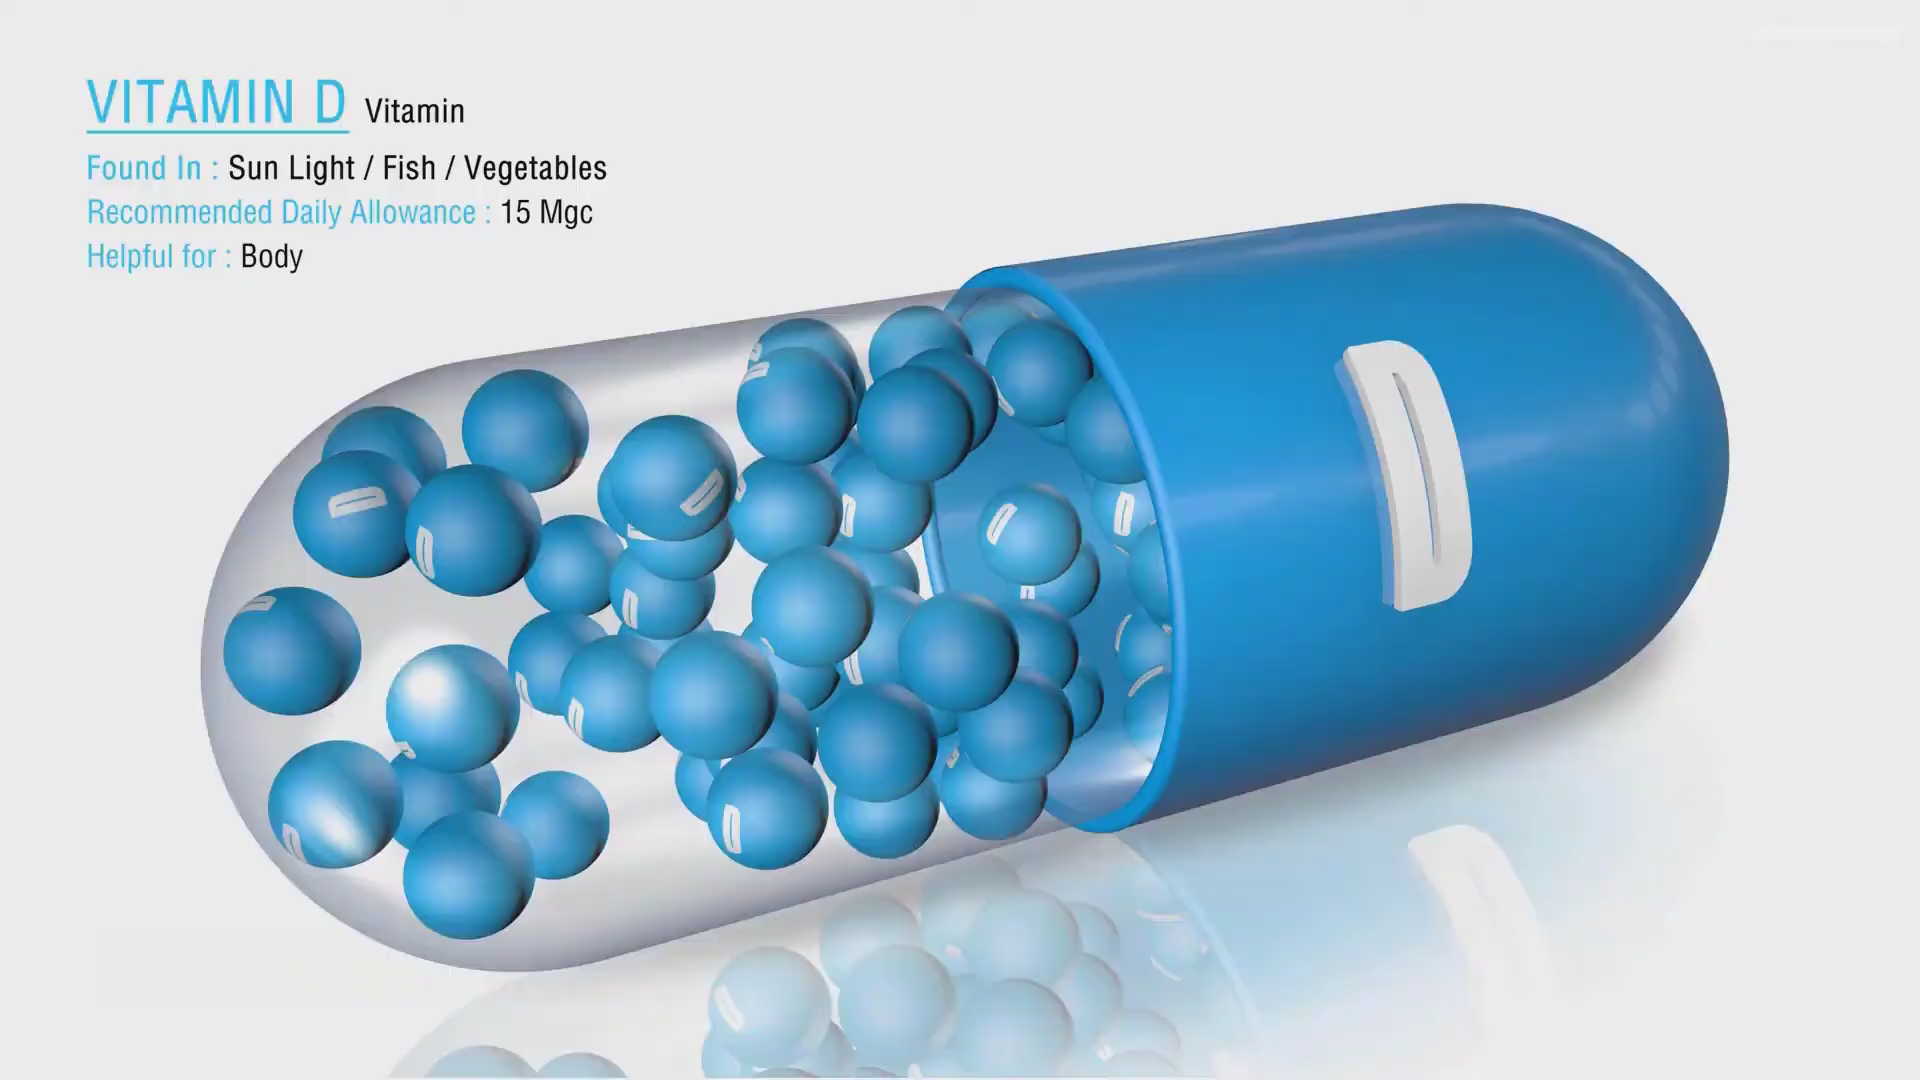 VITAMIN D Vitamin
Found In : Sun Light / Fish / Vegetables
Recommended Daily Allowance : 15 Mgc
Helpful for : Body
D